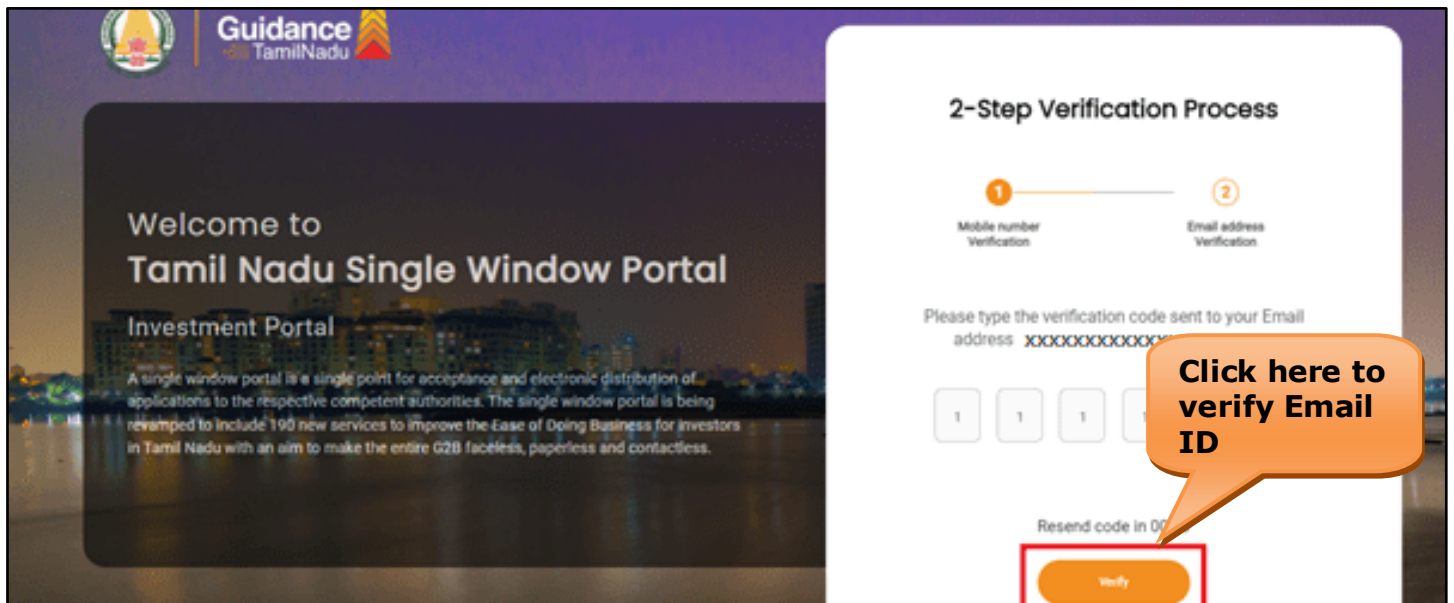 Guidance
TamilNadu
Welcome to
Tamil Nadu Single Window Portal
Investment Portal
A single window portal is a single point for acceptance and electronic distribution of
applications to the respective competent authorities. The single window portal is being
revamped to include 190 new services to improve the Ease of Doing Business for investors
in Tamil Nadu with an aim to make the entire G2B faceless, paperless and contactless.
2-Step Verification Process
1
2
Mobile number
Verification
Email address
Verification
Please type the verification code sent to your Email
address XXXXXXXXXXXX
1 1 1
Resend code in
Verify
Click here to
verify Email
ID